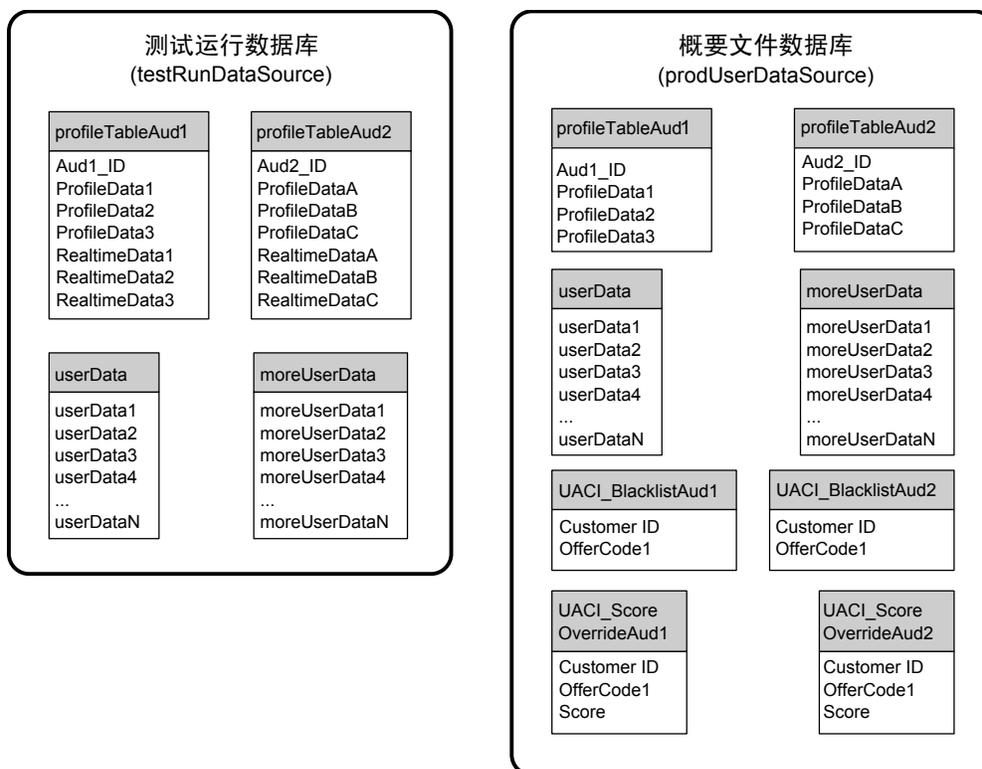 测试运行数据库
(testRunDataSource)
profileTableAud1
Aud1_ID
ProfileData1
ProfileData2
ProfileData3
RealtimeData1
RealtimeData2
RealtimeData3
profileTableAud2
Aud2_ID
ProfileDataA
ProfileDataB
ProfileDataC
RealtimeDataA
RealtimeDataB
RealtimeDataC
userData
userData1
userData2
userData3
userData4
...
userDataN
moreUserData
moreUserData1
moreUserData2
moreUserData3
moreUserData4
...
moreUserDataN
概要文件数据库
(prodUserDataSource)
profileTableAud1
Aud1_ID
ProfileData1
ProfileData2
ProfileData3
profileTableAud2
Aud2_ID
ProfileDataA
ProfileDataB
ProfileDataC
userData
userData1
userData2
userData3
userData4
...
userDataN
moreUserData
moreUserData1
moreUserData2
moreUserData3
moreUserData4
...
moreUserDataN
UACI_BlacklistAud1
Customer ID
OfferCode1
UACI_BlacklistAud2
Customer ID
OfferCode1
UACI_Score
OverrideAud1
Customer ID
OfferCode1
Score
UACI_Score
OverrideAud2
Customer ID
OfferCode1
Score